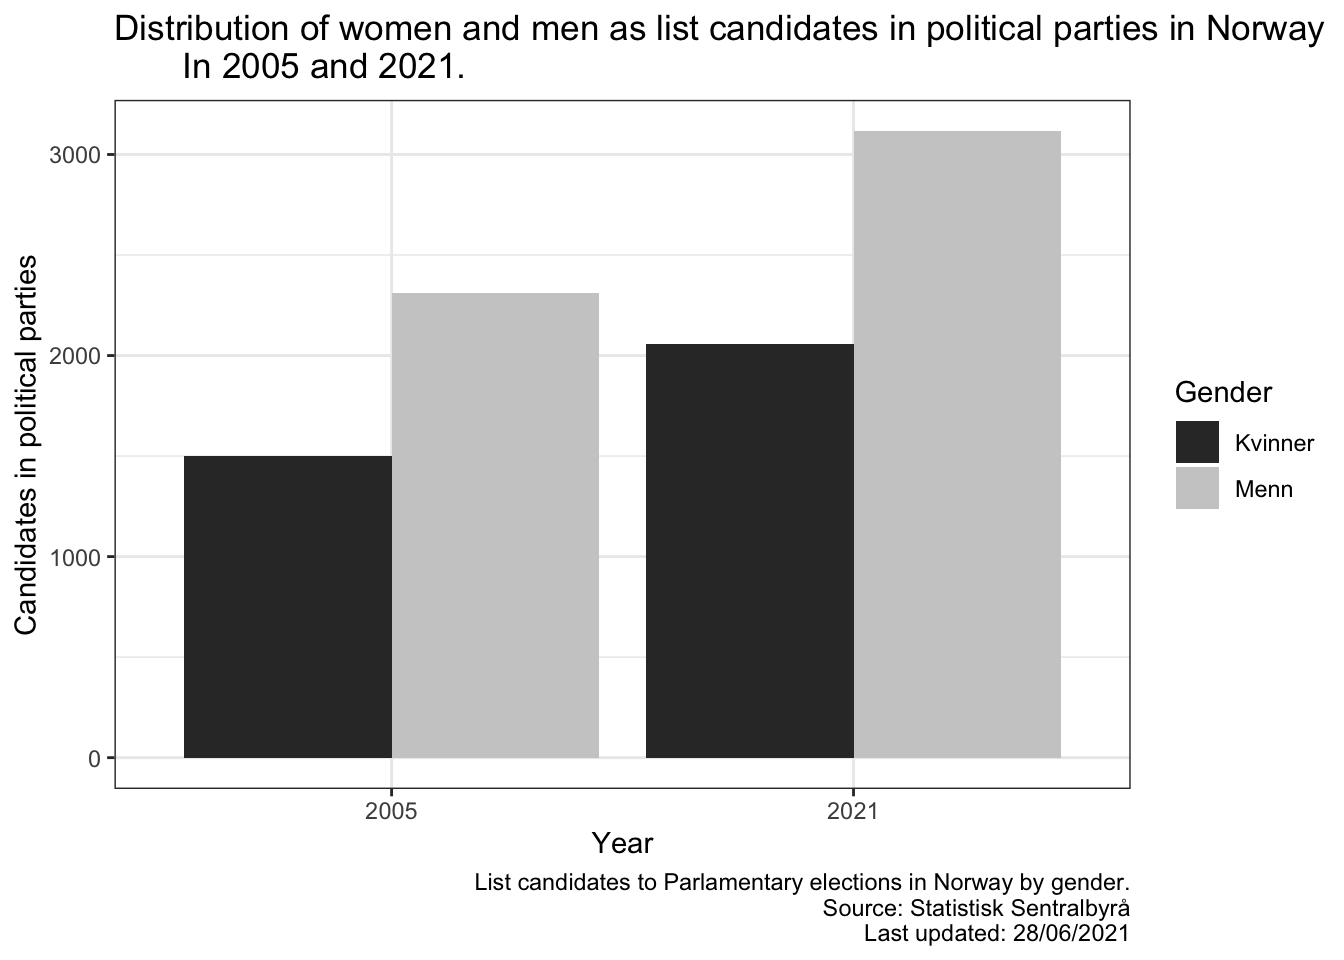 Distribution of women and men as list candidates in political parties in Norway
In 2005 and 2021.
Candidates in political parties
3000
2000
1000
0
2005
2021
Year
Gender
Kvinner
Menn
List candidates to Parlamentary elections in Norway by gender.
Source: Statistisk Sentralbyrå
Last updated: 28/06/2021